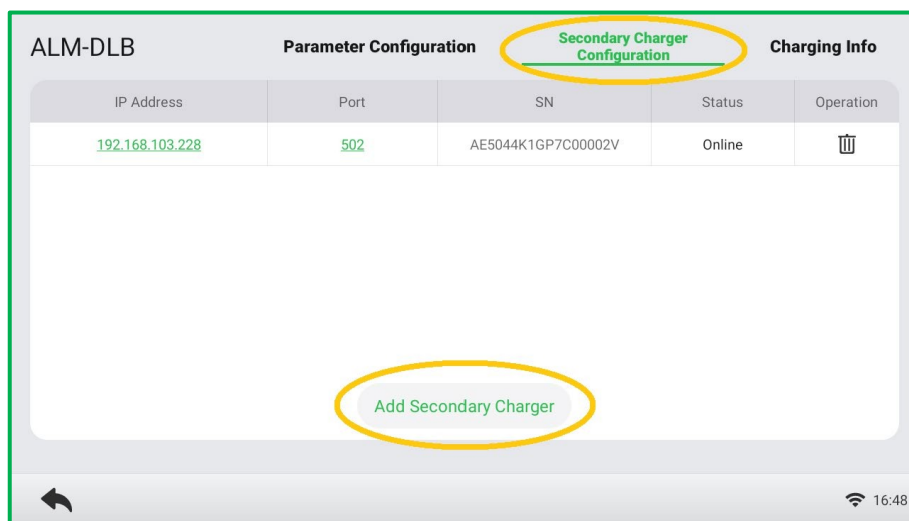 ALM-DLB
Parameter Configuration
Secondary Charger
Configuration
Charging Info
IP Address Port SN Status Operation
192.168.103.228 502 AE5044K1GP7C00002V Online
Add Secondary Charger
16:48